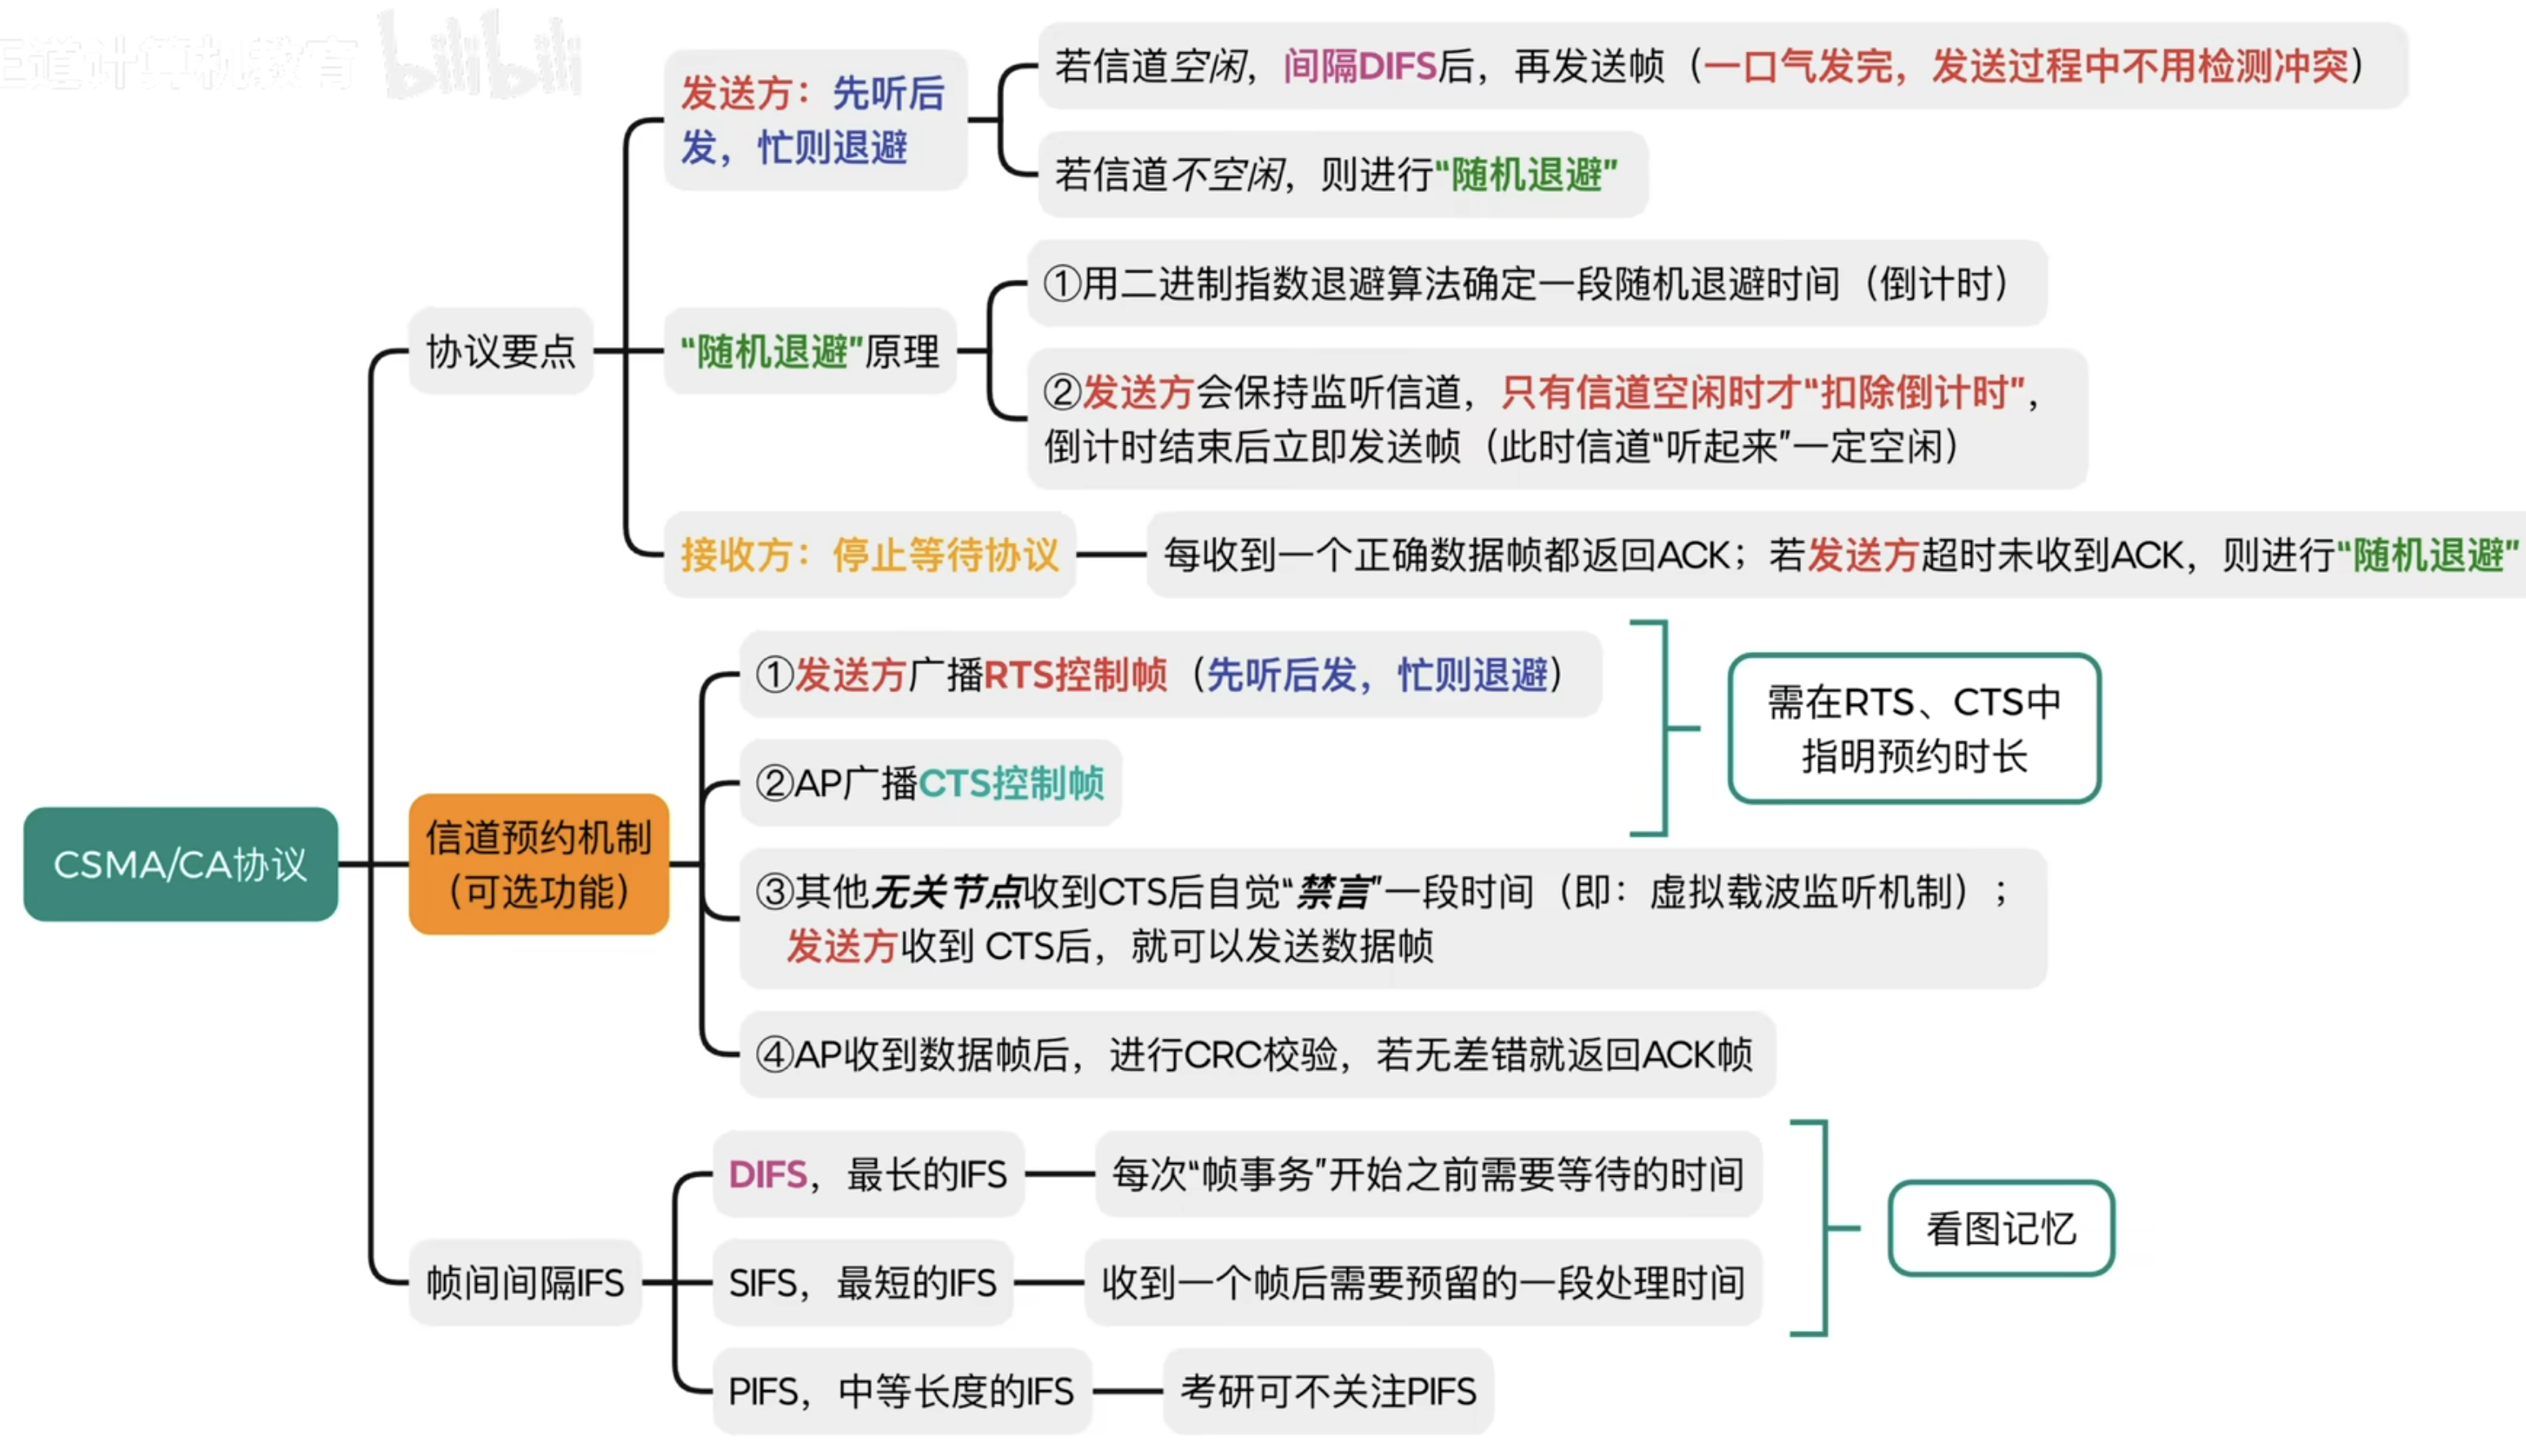 王道计算机教育 bilibili
发送方：先听后
发，忙则退避
若信道空闲，间隔DIFS后，再发送帧（一口气发完，发送过程中不用检测冲突）
若信道不空闲，则进行“随机退避”
协议要点
“随机退避”原理
①用二进制指数退避算法确定一段随机退避时间（倒计时）
②发送方会保持监听信道，只有信道空闲时才“扣除倒计时”，
倒计时结束后立即发送帧（此时信道“听起来”一定空闲）
接收方：停止等待协议
每收到一个正确数据帧都返回ACK；若发送方超时未收到ACK，则进行“随机退避”
CSMA/CA协议
信道预约机制
（可选功能）
①发送方广播RTS控制帧（先听后发，忙则退避）
②AP广播CTS控制帧
需在RTS、CTS中
指明预约时长
③其他无关节点收到CTS后自觉“禁言”一段时间（即：虚拟载波监听机制）；
发送方收到 CTS后，就可以发送数据帧
④AP收到数据帧后，进行CRC校验，若无差错就返回ACK帧
帧间间隔IFS
DIFS，最长的IFS
每次“帧事务”开始之前需要等待的时间
SIFS，最短的IFS
收到一个帧后需要预留的一段处理时间
看图记忆
PIFS，中等长度的IFS
考研可不关注PIFS